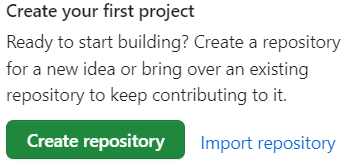 Create your first project
Ready to start building? Create a repository
for a new idea or bring over an existing
repository to keep contributing to it.
Create repository
Import repository